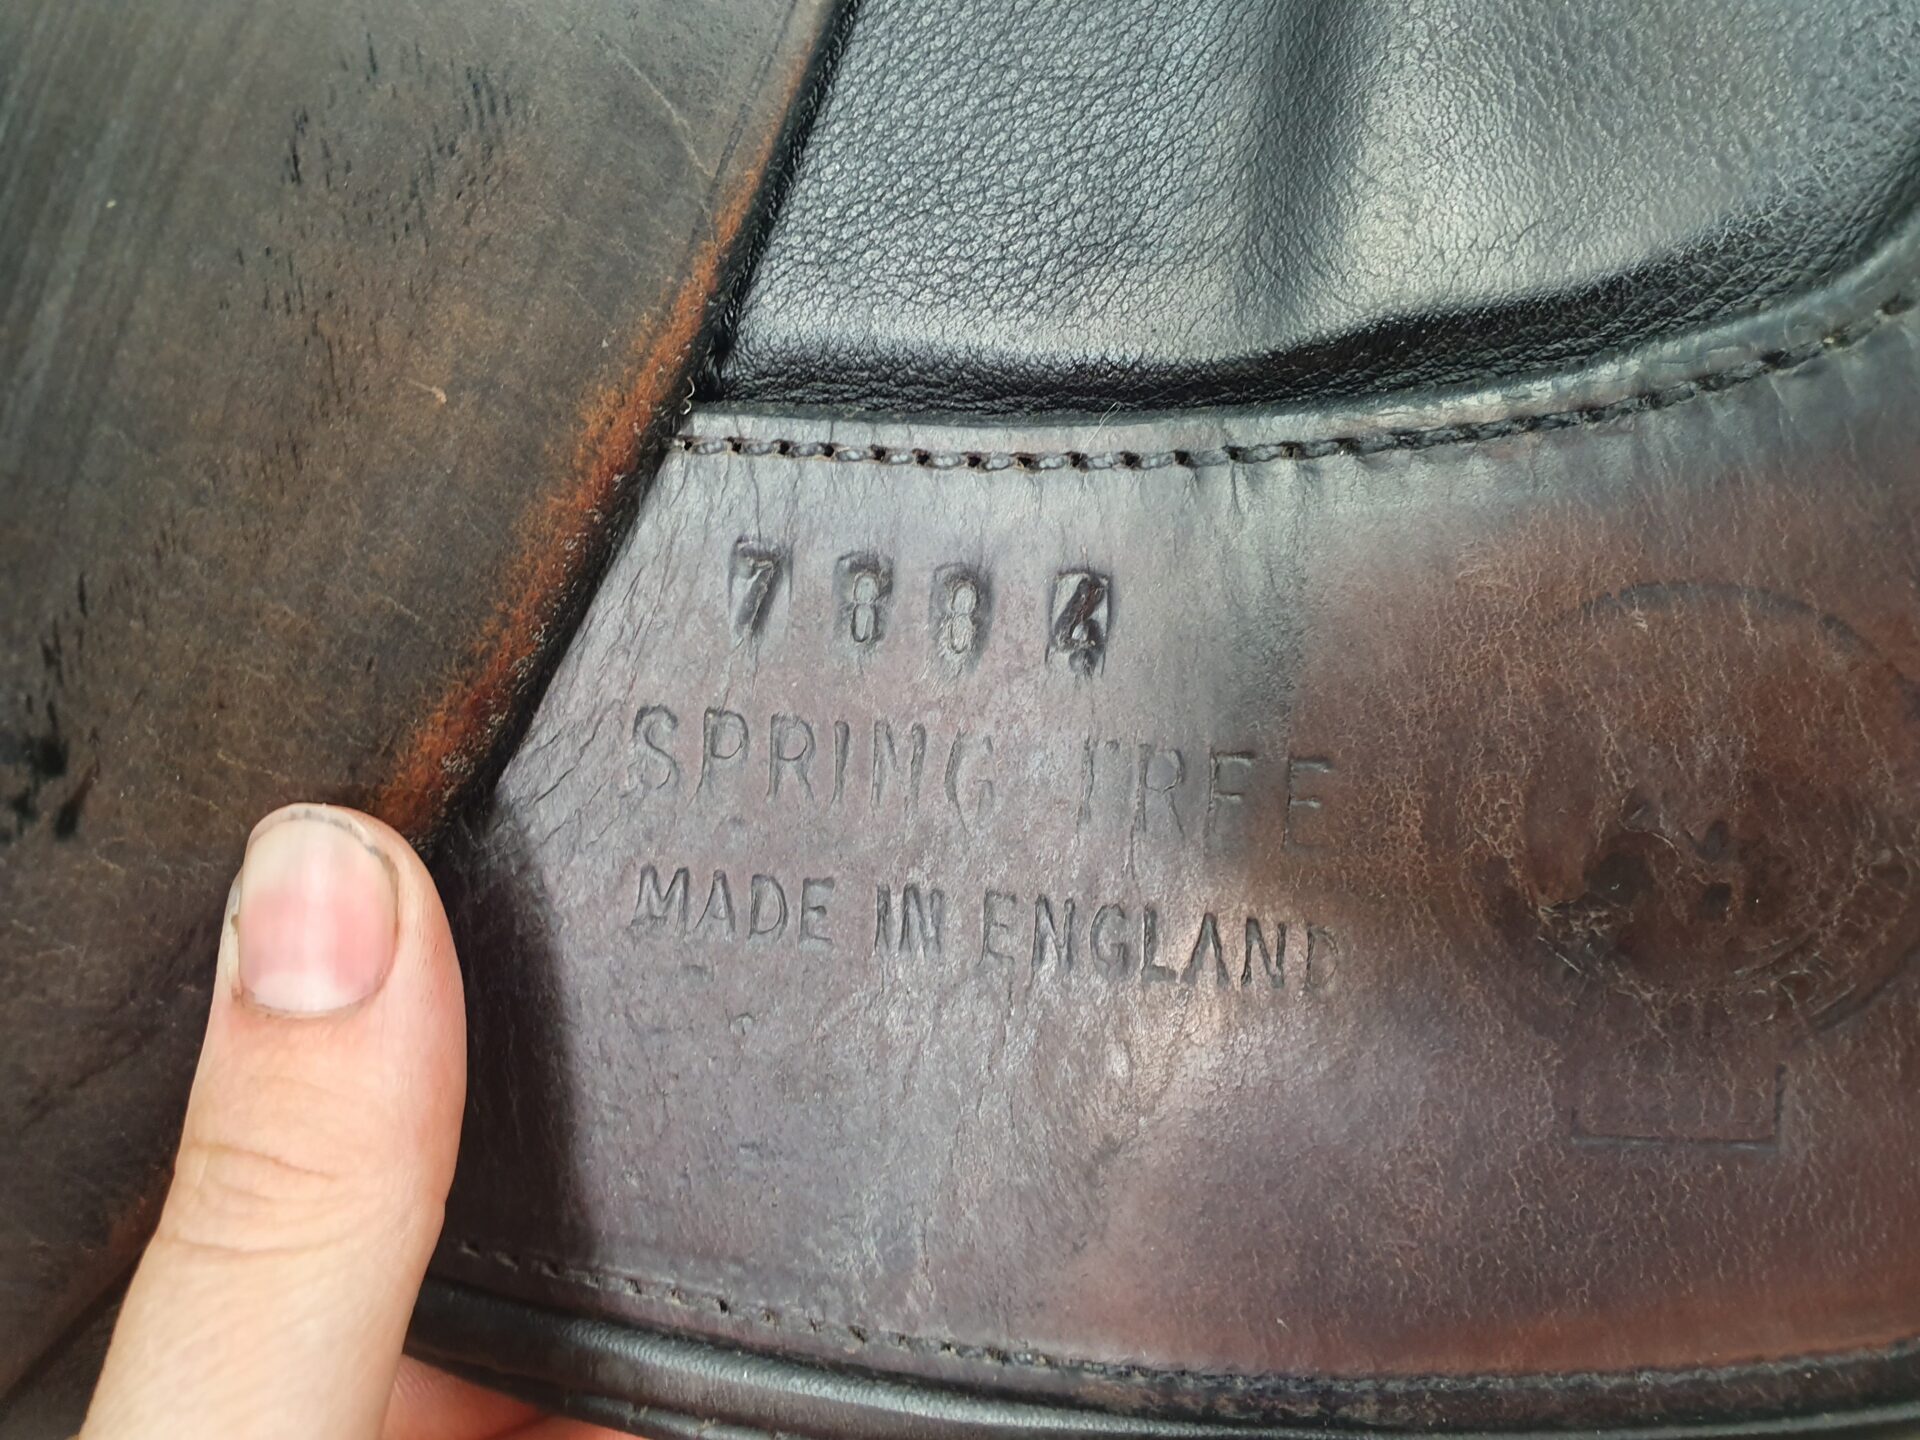 7884
SPRING TREE
MADE IN ENGLAND